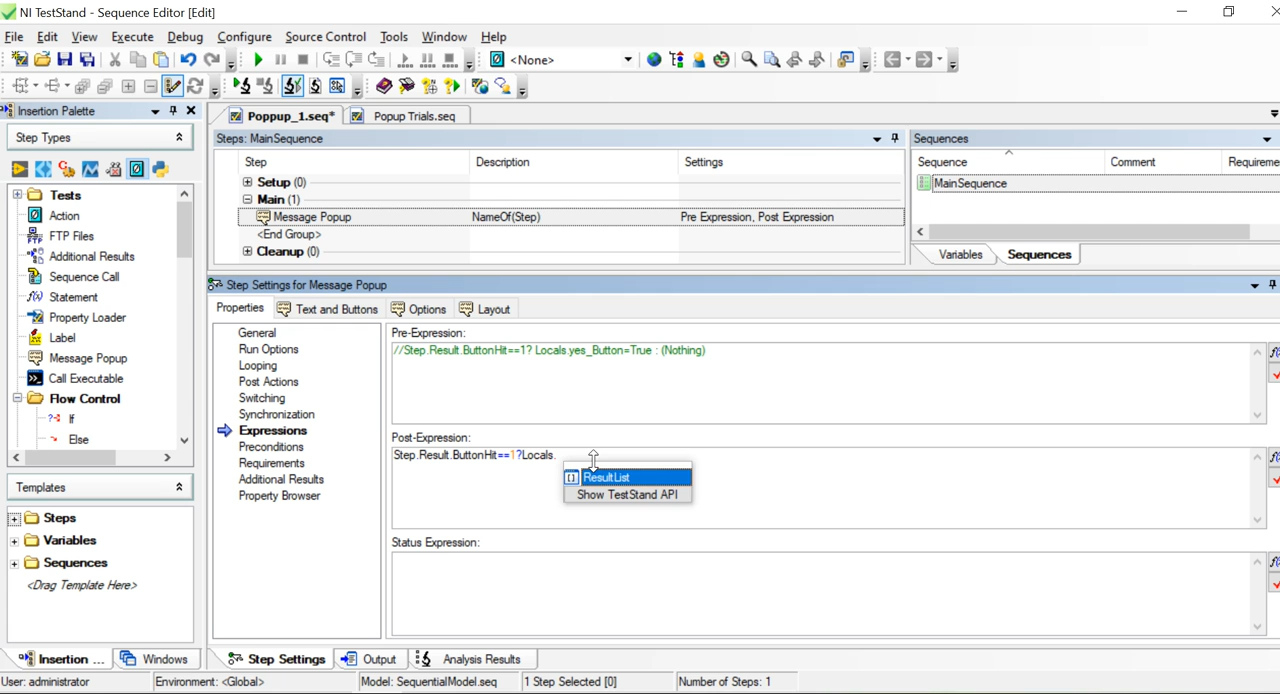 NI TestStand - Sequence Editor [Edit]
File Edit View Execute Debug Configure Source Control Tools Window Help
<None>
Insertion Palette
Step Types
Tests
Action
FTP Files
Additional Results
Sequence Call
Statement
Property Loader
Label
Message Popup
Call Executable
Flow Control
If
Else
Templates
Steps
Variables
Sequences
<Drag Template Here>
Insertion ... Windows
Poppup_1.seq* Popup Trials.seq
Steps: MainSequence
Step Description Settings
Setup (0)
Main (1)
Message Popup NameOf(Step) Pre Expression, Post Expression
<End Group>
Cleanup (0)
Sequences
Sequence Comment Requireme
MainSequence
Variables Sequences
Step Settings for Message Popup
Properties Text and Buttons Options Layout
General
Run Options
Looping
Post Actions
Switching
Synchronization
Expressions
Preconditions
Requirements
Additional Results
Property Browser
Pre-Expression:
//Step.Result.ButtonHit==1? Locals.yes_Button=True : (Nothing)
Post-Expression:
Step.Result.ButtonHit==1?Locals.
ResultList
Show TestStand API
Status Expression:
Step Settings Output Analysis Results
User: administrator Environment: <Global> Model: SequentialModel.seq 1 Step Selected [0] Number of Steps: 1